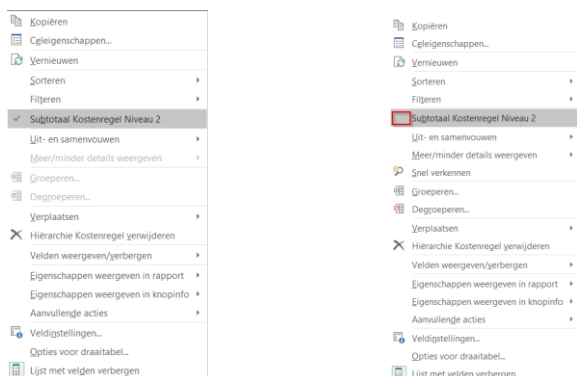 Kopiëren
Celeigenschappen...
Vernieuwen
Sorteren
Filteren
Subtotaal Kostenregel Niveau 2
Uit- en samenvouwen
Meer/minder details weergeven
Groeperen...
Degroeperen...
Verplaatsen
Hiërarchie Kostenregel verwijderen
Velden weergeven/verbergen
Eigenschappen weergeven in rapport
Eigenschappen weergeven in knopinfo
Aanvullende acties
Veldinstellingen...
Opties voor draaitabel...
Lijst met velden verbergen
Kopiëren
Celeigenschappen...
Vernieuwen
Sorteren
Filteren
Subtotaal Kostenregel Niveau 2
Uit- en samenvouwen
Meer/minder details weergeven
Snel verkennen
Groeperen...
Degroeperen...
Verplaatsen
Hiërarchie Kostenregel verwijderen
Velden weergeven/verbergen
Eigenschappen weergeven in rapport
Eigenschappen weergeven in knopinfo
Aanvullende acties
Veldinstellingen...
Opties voor draaitabel...
Lijst met velden verbergen